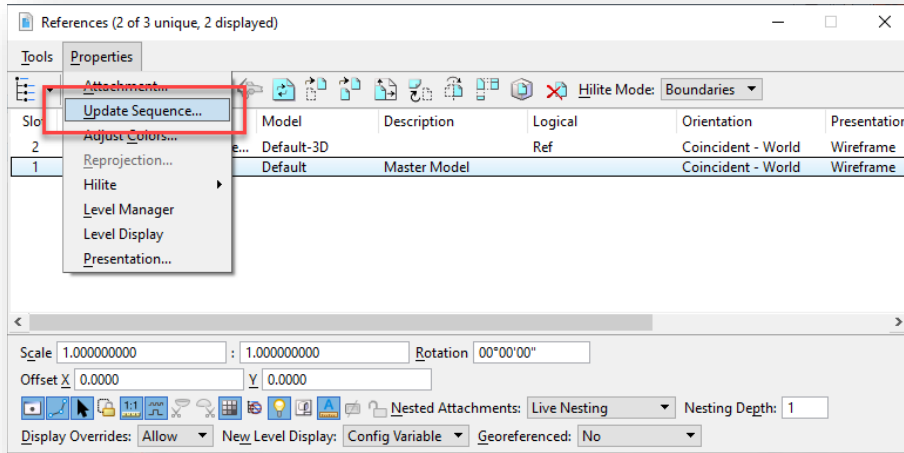 References (2 of 3 unique, 2 displayed)
Tools Properties
Hilite Mode: Boundaries
Attachment...
Update Sequence...
Adjust Colors...
Reprojection...
Hilite
Level Manager
Level Display
Presentation...
Slo Model Description Logical Orientation Presentation
2 e... Default-3D Ref Coincident - World Wireframe
1 Default Master Model Coincident - World Wireframe
Scale 1.000000000 : 1.000000000 Rotation 00°00'00"
Offset X 0.0000 Y 0.0000
1:1 A Nested Attachments: Live Nesting Nesting Depth: 1
Display Overrides: Allow New Level Display: Config Variable Georeferenced: No